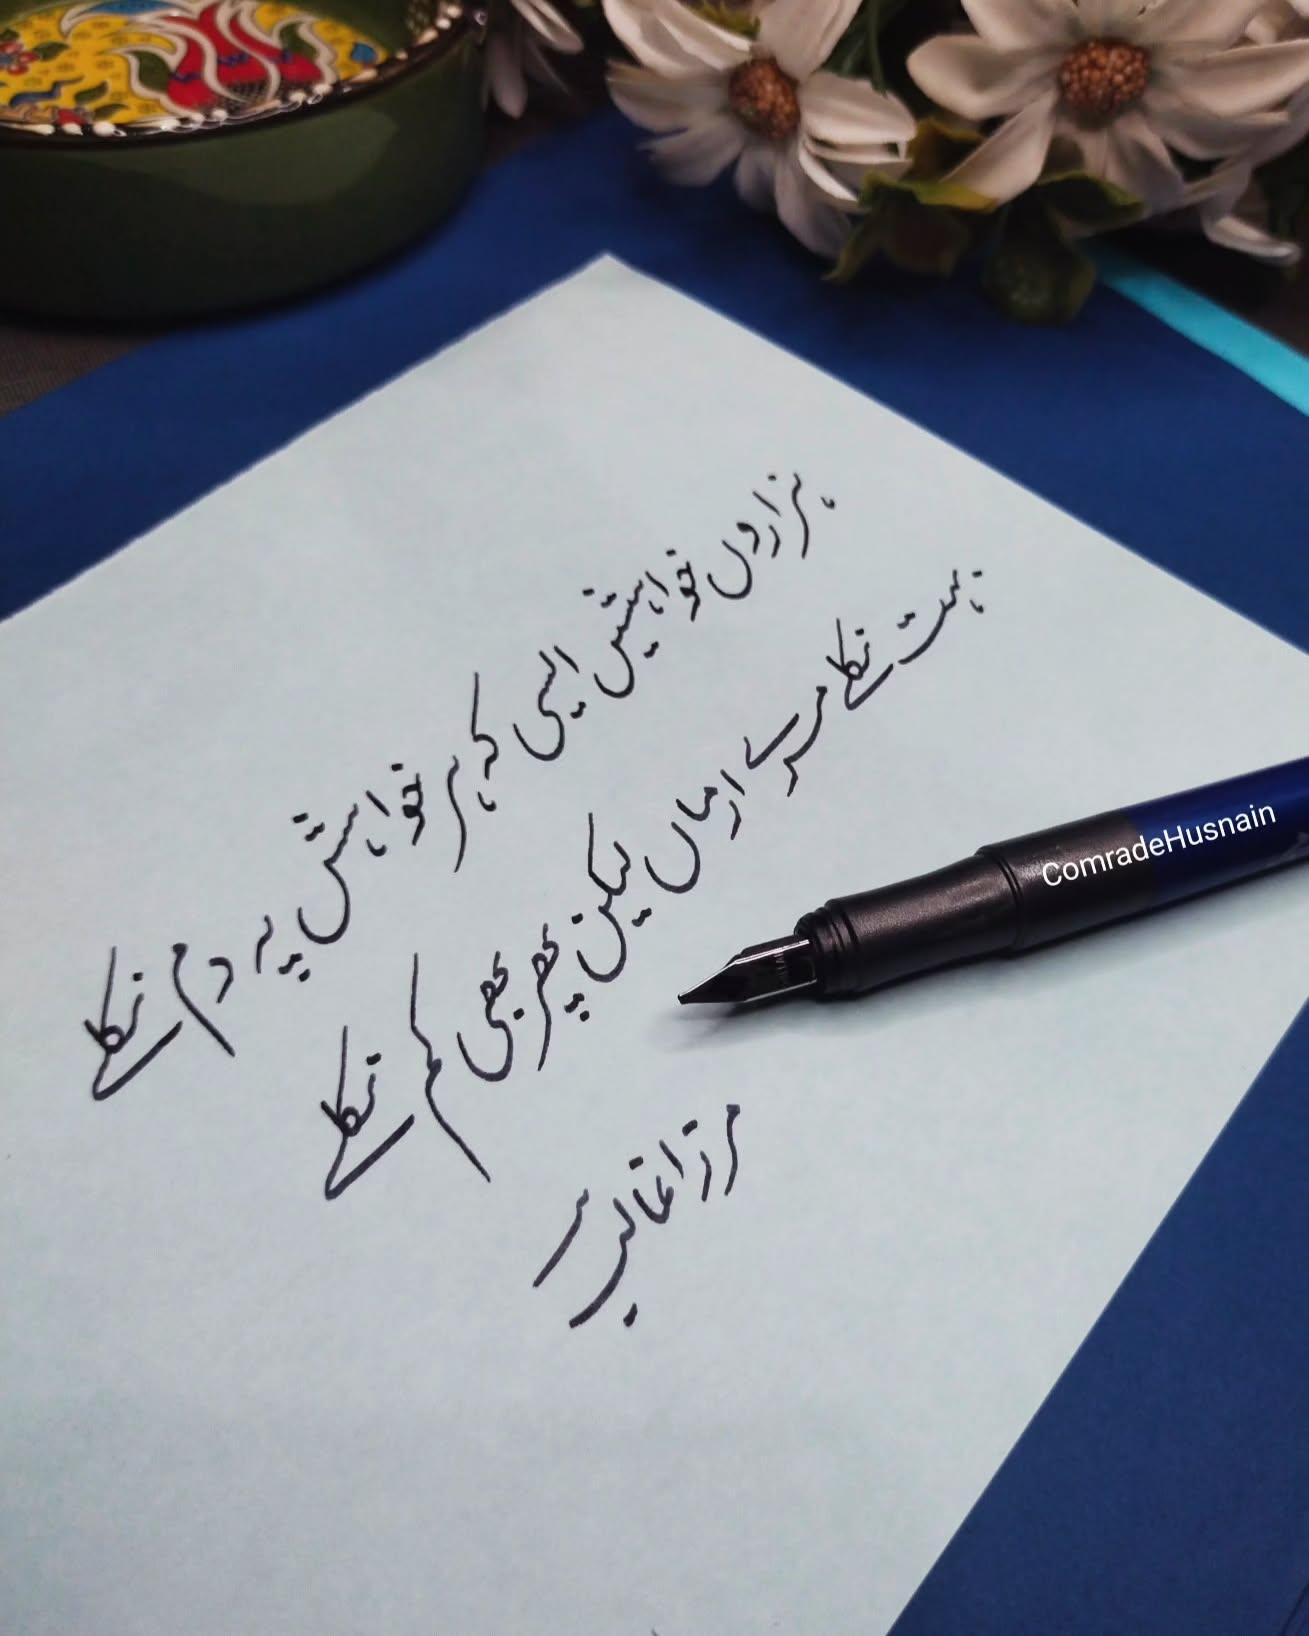 ہزاروں خواہشیں ایسی کہ ہر خواہش پہ دم نکلے
بہت نکلے مرے ارماں لیکن پھر بھی کم نکلے
مرزا غالب
ComradeHusnain